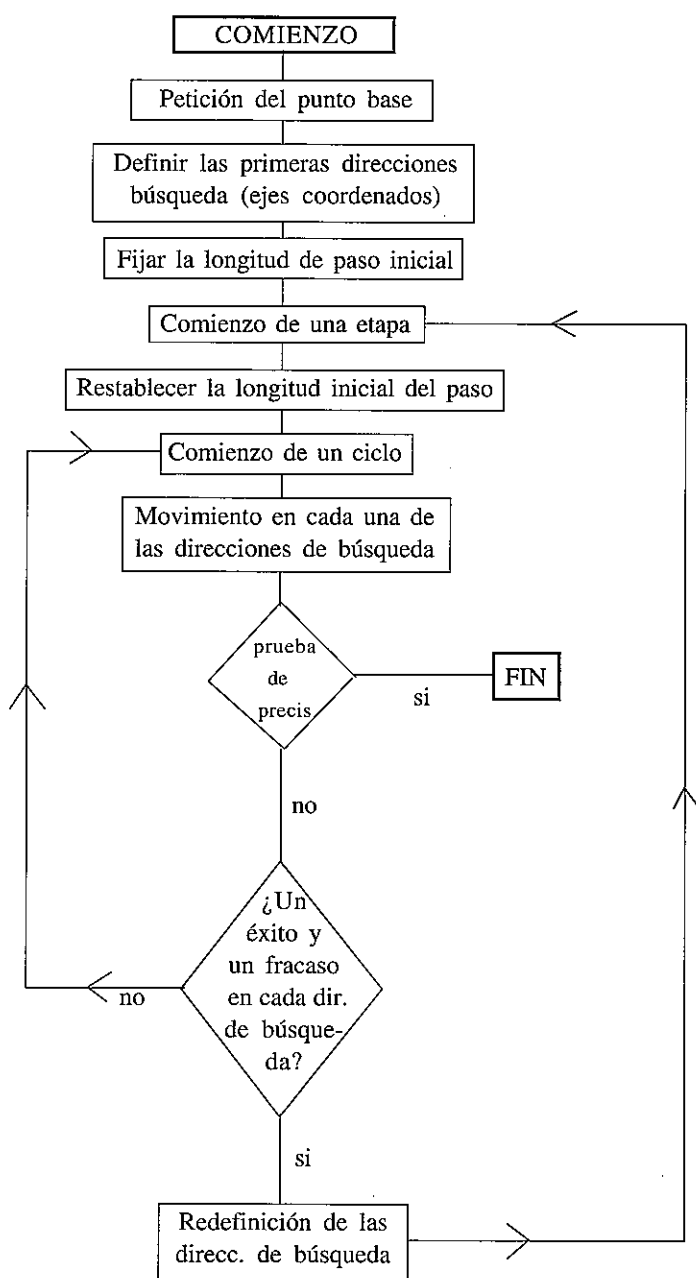 COMIENZO
Petición del punto base
Definir las primeras direcciones
búsqueda (ejes coordenados)
Fijar la longitud de paso inicial
Comienzo de una etapa
Restablecer la longitud inicial del paso
Comienzo de un ciclo
Movimiento en cada una de
las direcciones de búsqueda
prueba
de
precis
si
FIN
no
¿Un
éxito y
un fracaso
en cada dir.
de búsque-
da?
no
si
Redefinición de las
direcc. de búsqueda